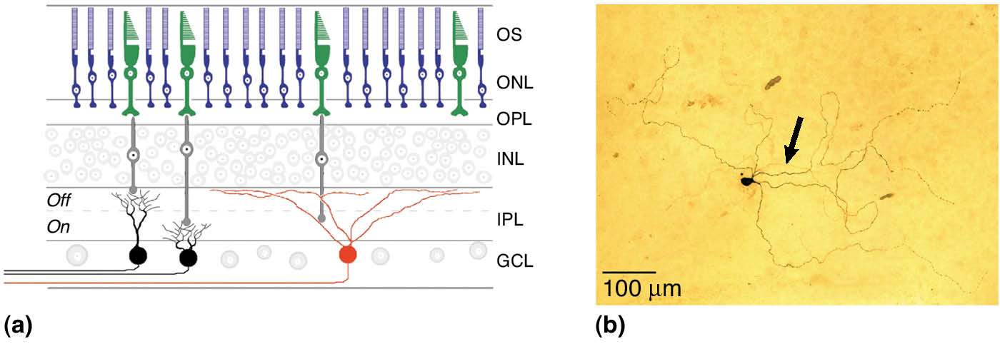 OS
ONL
OPL
INL
Off
On
IPL
GCL
(a)
100 μm
(b)